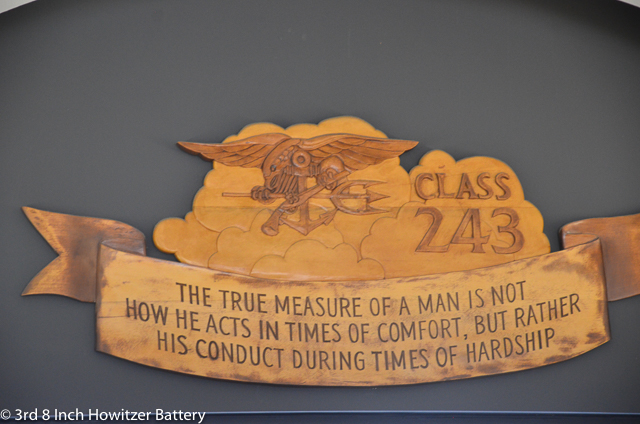 CLASS
243
THE TRUE MEASURE OF A MAN IS NOT
HOW HE ACTS IN TIMES OF COMFORT, BUT RATHER
HIS CONDUCT DURING TIMES OF HARDSHIP
© 3rd 8 Inch Howitzer Battery